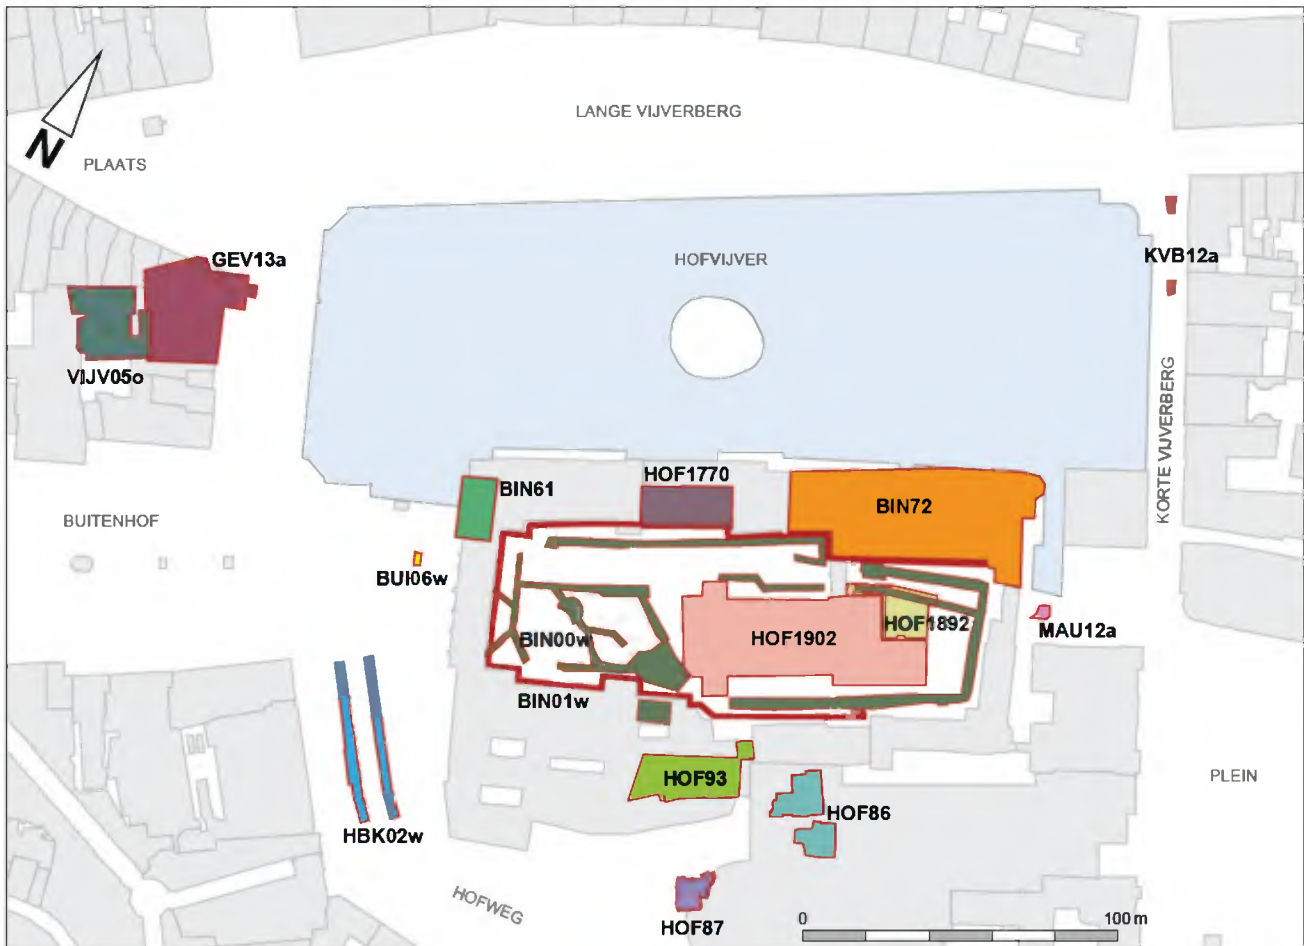 LANGE VIJVERBERG
N
PLAATS
GEV13a
HOFVIJVER
KVB12a
VIJV05o
KORTE VIJVERBERG
HOF1770
BIN61
BIN72
BUITENHOF
BUI06w
HOF1892
BIN00w
HOF1902
MAU12a
BIN01w
HOF93
PLEIN
HOF86
HBK02w
HOFWEG
HOF87
0 100 m